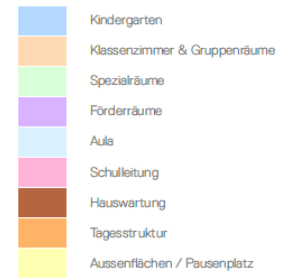 Kindergarten
Klassenzimmer & Gruppenräume
Spezialräume
Förderräume
Aula
Schulleitung
Hauswartung
Tagesstruktur
Aussenflächen / Pausenplatz